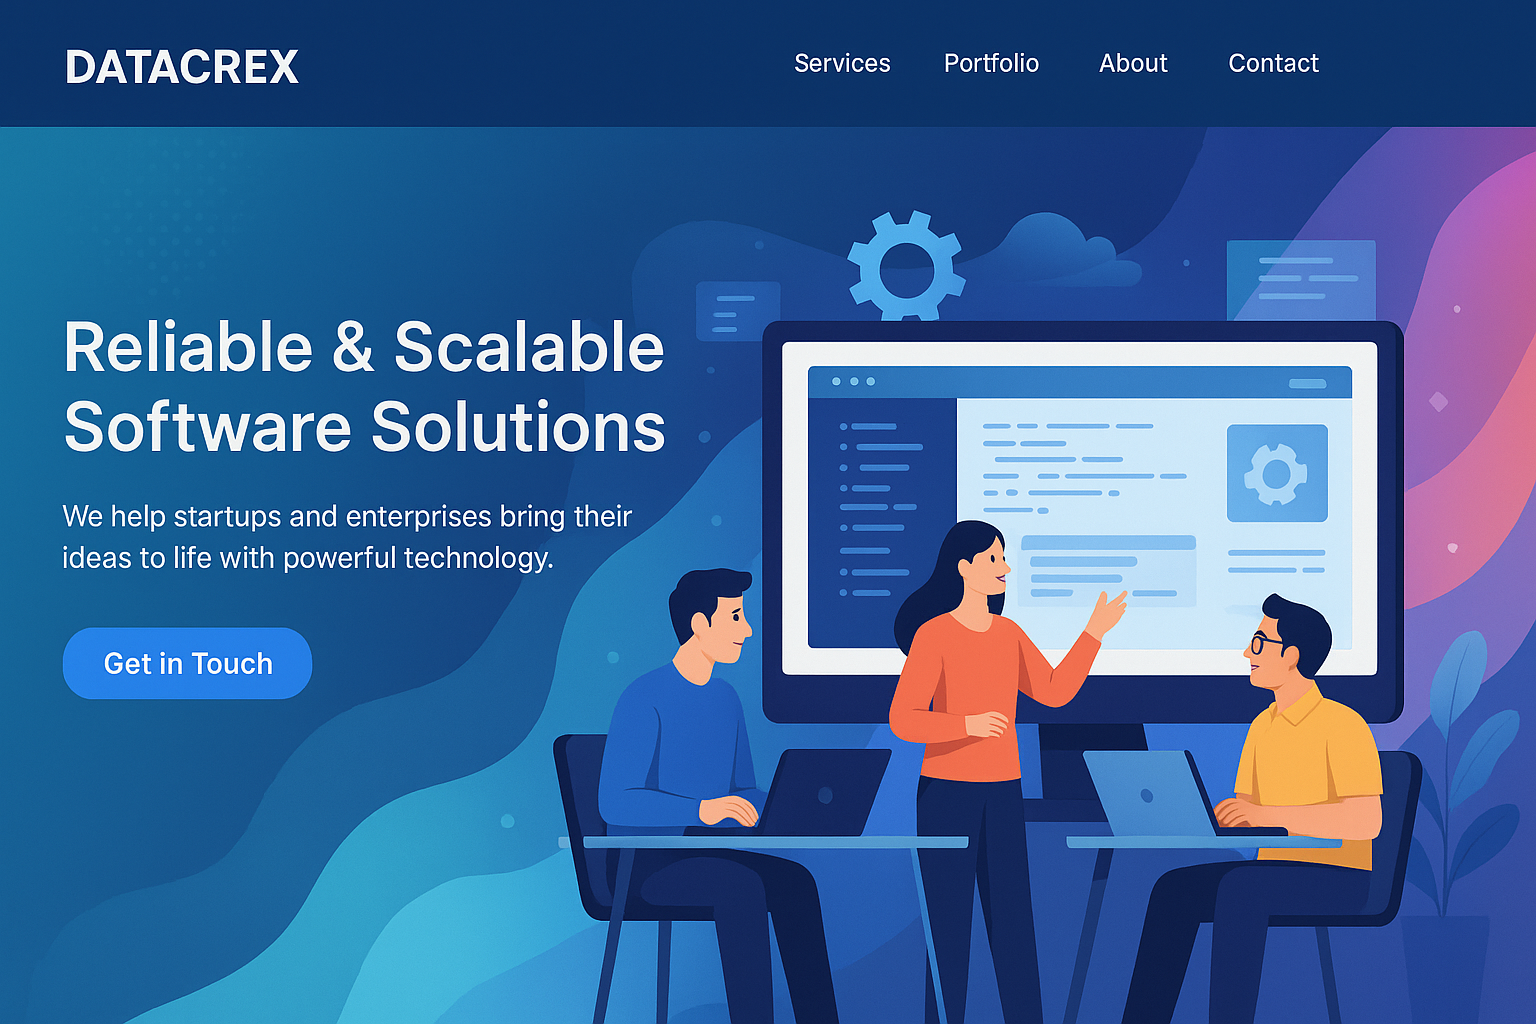 DATACREX
Services Portfolio About Contact
Reliable & Scalable
Software Solutions
We help startups and enterprises bring their
ideas to life with powerful technology.
Get in Touch